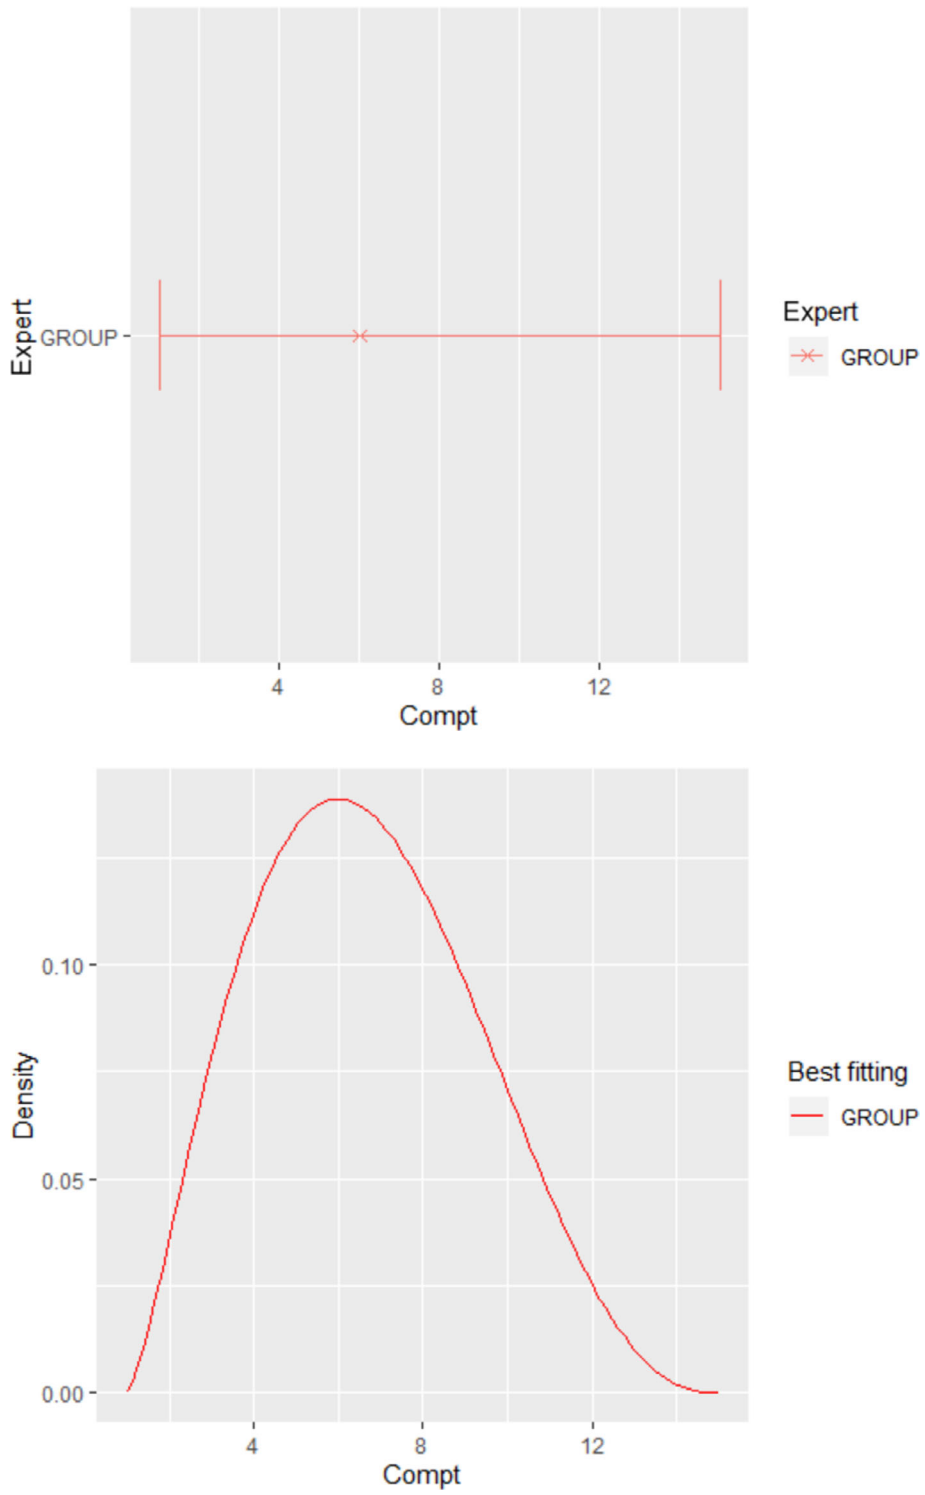 Expert
GROUP
4 8 12
Compt
Expert
GROUP
Density
0.10
0.05
0.00
4 8 12
Compt
Best fitting
GROUP